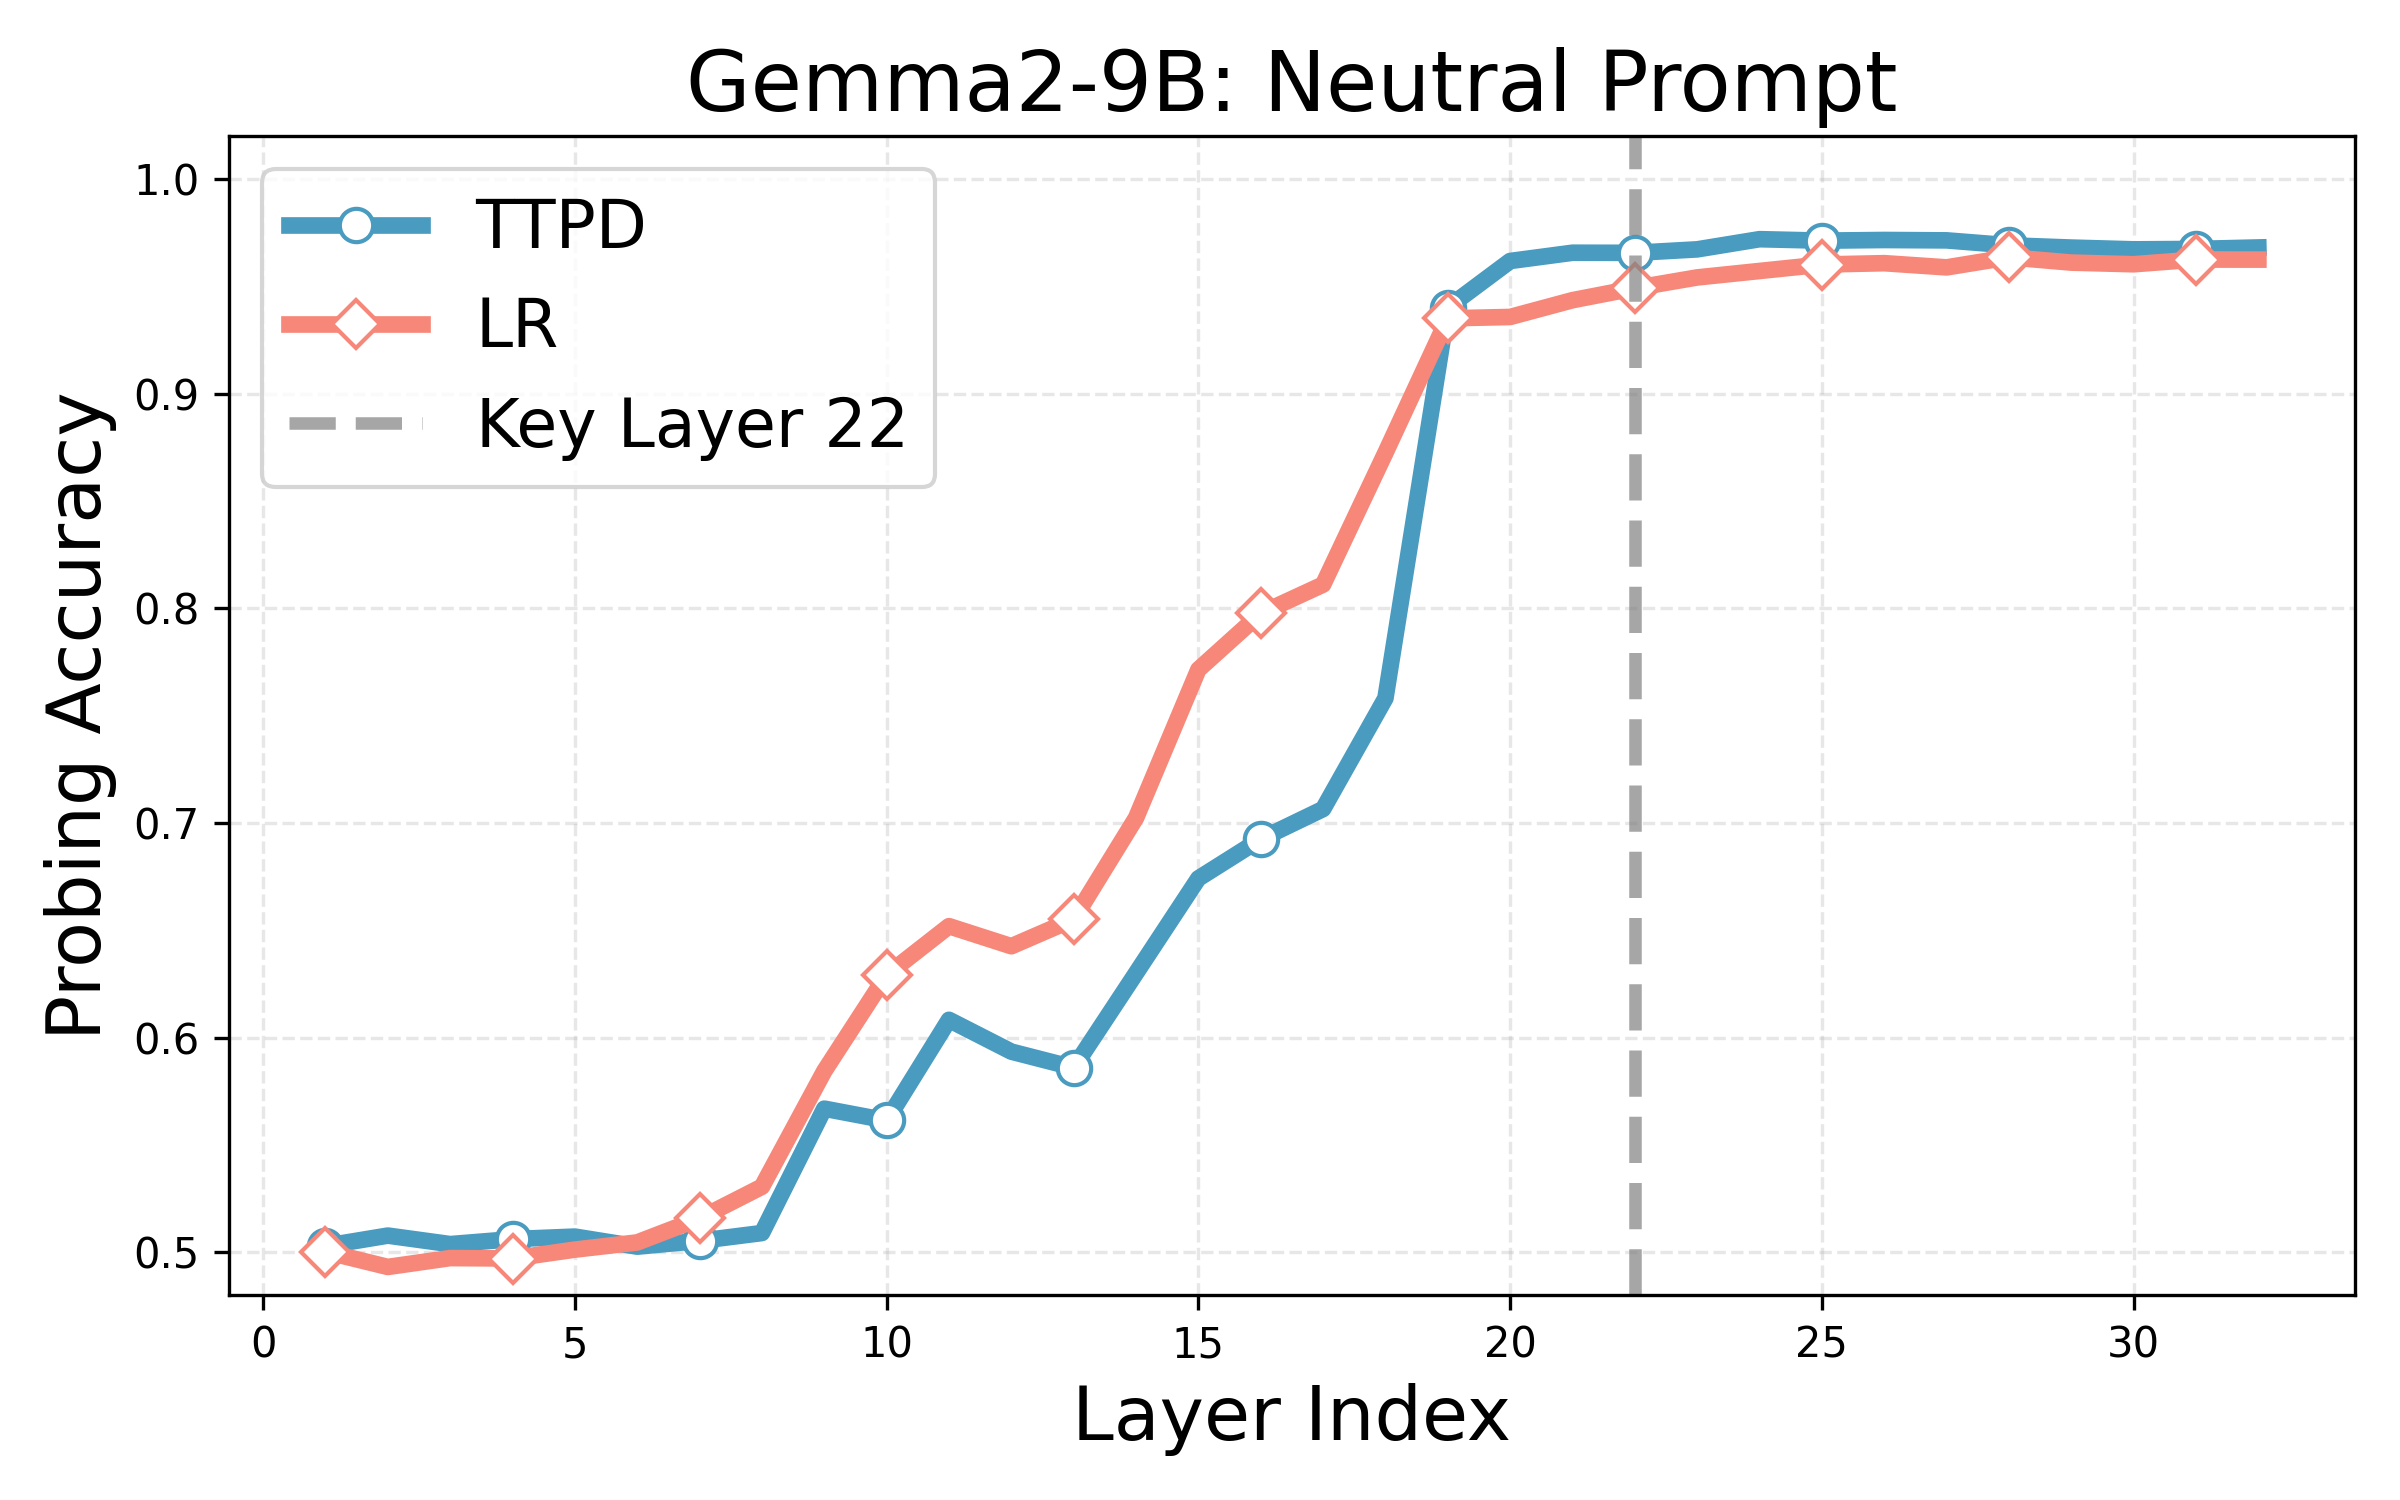 Gemma2-9B: Neutral Prompt
TTPD
LR
Key Layer 22
Probing Accuracy
1.0
0.9
0.8
0.7
0.6
0.5
0 5 10 15 20 25 30
Layer Index